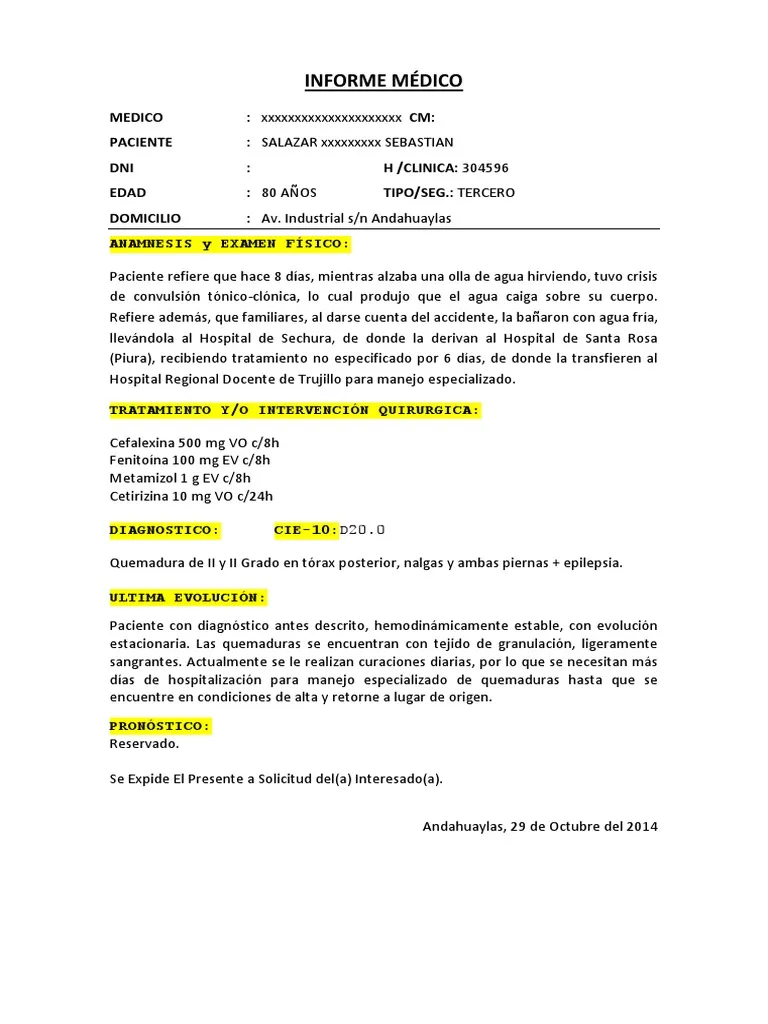 INFORME MÉDICO
MEDICO : xxxxxxxxxxxxxxxxxxxxx CM:
PACIENTE : SALAZAR xxxxxxxxx SEBASTIAN
DNI : H /CLINICA: 304596
EDAD : 80 AÑOS TIPO/SEG.: TERCERO
DOMICILIO : Av. Industrial s/n Andahuaylas
ANAMNESIS y EXAMEN FÍSICO:
Paciente refiere que hace 8 días, mientras alzaba una olla de agua hirviendo, tuvo crisis
de convulsión tónico-clónica, lo cual produjo que el agua caiga sobre su cuerpo.
Refiere además, que familiares, al darse cuenta del accidente, la bañaron con agua fría,
llevándola al Hospital de Sechura, de donde la derivan al Hospital de Santa Rosa
(Piura), recibiendo tratamiento no especificado por 6 días, de donde la transfieren al
Hospital Regional Docente de Trujillo para manejo especializado.
TRATAMIENTO Y/O INTERVENCIÓN QUIRURGICA:
Cefalexina 500 mg VO c/8h
Fenitoína 100 mg EV c/8h
Metamizol 1 g EV c/8h
Cetirizina 10 mg VO c/24h
DIAGNOSTICO: CIE-10:D20.0
Quemadura de II y II Grado en tórax posterior, nalgas y ambas piernas + epilepsia.
ULTIMA EVOLUCIÓN:
Paciente con diagnóstico antes descrito, hemodinámicamente estable, con evolución
estacionaria. Las quemaduras se encuentran con tejido de granulación, ligeramente
sangrantes. Actualmente se le realizan curaciones diarias, por lo que se necesitan más
días de hospitalización para manejo especializado de quemaduras hasta que se
encuentre en condiciones de alta y retorne a lugar de origen.
PRONÓSTICO:
Reservado.
Se Expide El Presente a Solicitud del(a) Interesado(a).
Andahuaylas, 29 de Octubre del 2014